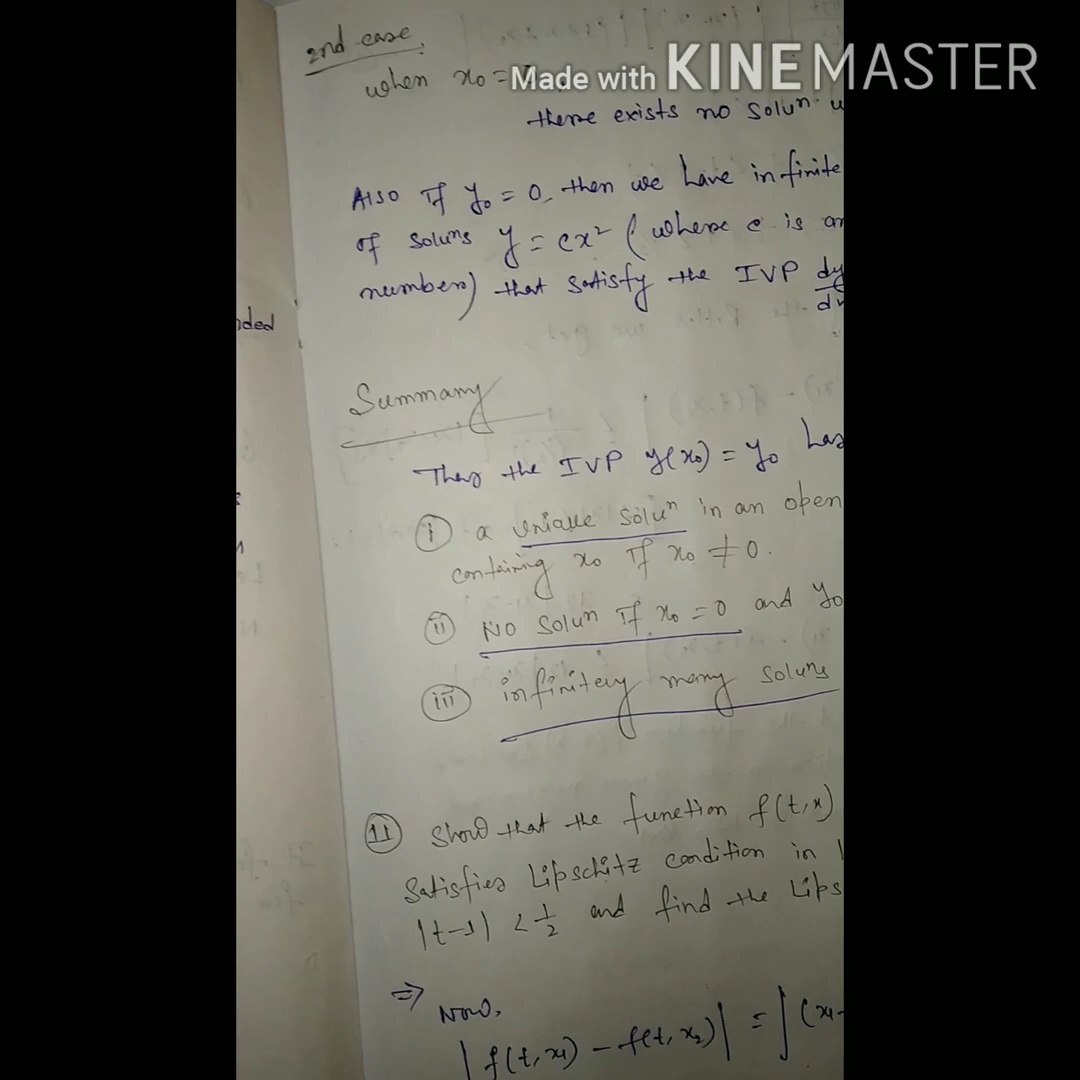 2nd case,
when x₀ =
Made with KINEMASTER
there exists no solun
Also If y₀ = 0, then we have infinite
of soluns y = cx² (where c is
numbers) that satisfy the IVP dy
nded
Summary
Thus the IVP y(x₀) = y₀ has
(i) a unique soluⁿ in an open
containing x₀ If x₀ ≠ 0.
(ii) No solun If x₀ = 0 and y₀
(iii) infinitely many soluns
(11) Show that the function f(t,x)
Satisfies Lipschitz condition in
|t-1| < 1/2 and find the Lips
⇒ Now,
|f(t,x₁) - f(t,x₂)| = |(x₁-